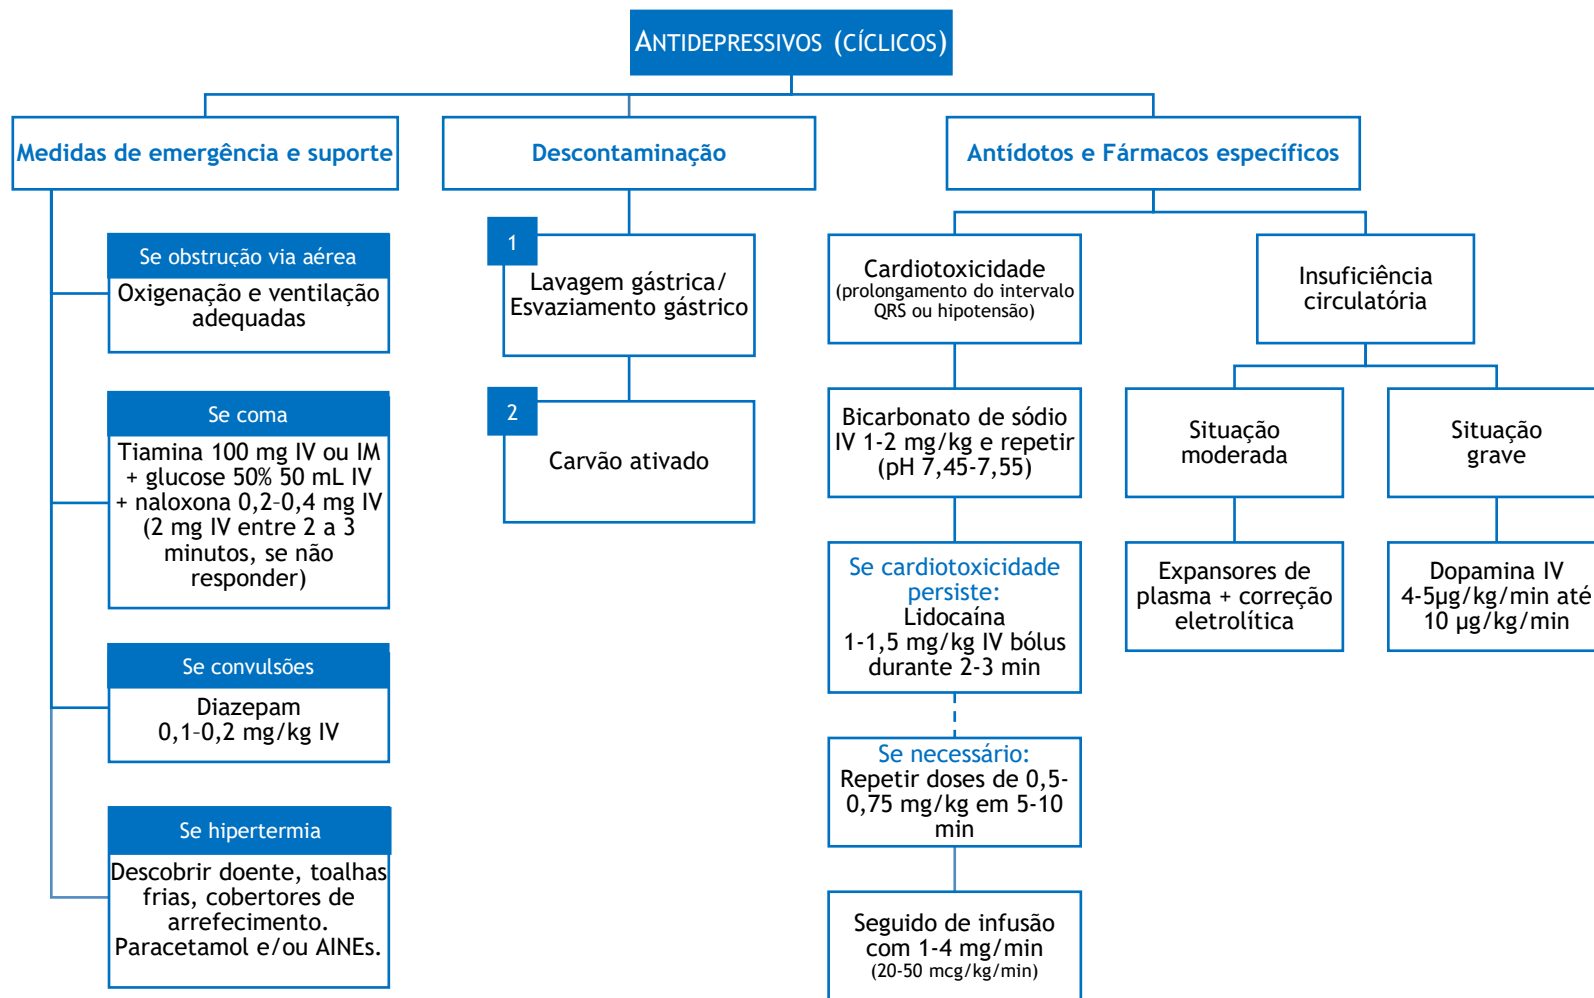 ANTIDEPRESSIVOS (CÍCLICOS)
Medidas de emergência e suporte
Se obstrução via aérea
Oxigenação e ventilação
adequadas
Se coma
Tiamina 100 mg IV ou IM
+ glucose 50% 50 mL IV
+ naloxona 0,2–0,4 mg IV
(2 mg IV entre 2 a 3
minutos, se não
responder)
Se convulsões
Diazepam
0,1–0,2 mg/kg IV
Se hipertermia
Descobrir doente, toalhas
frias, cobertores de
arrefecimento.
Paracetamol e/ou AINEs.
Descontaminação
1
Lavagem gástrica/
Esvaziamento gástrico
2
Carvão ativado
Antídotos e Fármacos específicos
Cardiotoxicidade
(prolongamento do intervalo
QRS ou hipotensão)
Bicarbonato de sódio
IV 1-2 mg/kg e repetir
(pH 7,45-7,55)
Se cardiotoxicidade
persiste:
Lidocaína
1-1,5 mg/kg IV bólus
durante 2-3 min
Se necessário:
Repetir doses de 0,5-
0,75 mg/kg em 5-10
min
Seguido de infusão
com 1-4 mg/min
(20-50 mcg/kg/min)
Insuficiência
circulatória
Situação
moderada
Expansores de
plasma + correção
eletrolítica
Situação
grave
Dopamina IV
4-5µg/kg/min até
10 µg/kg/min